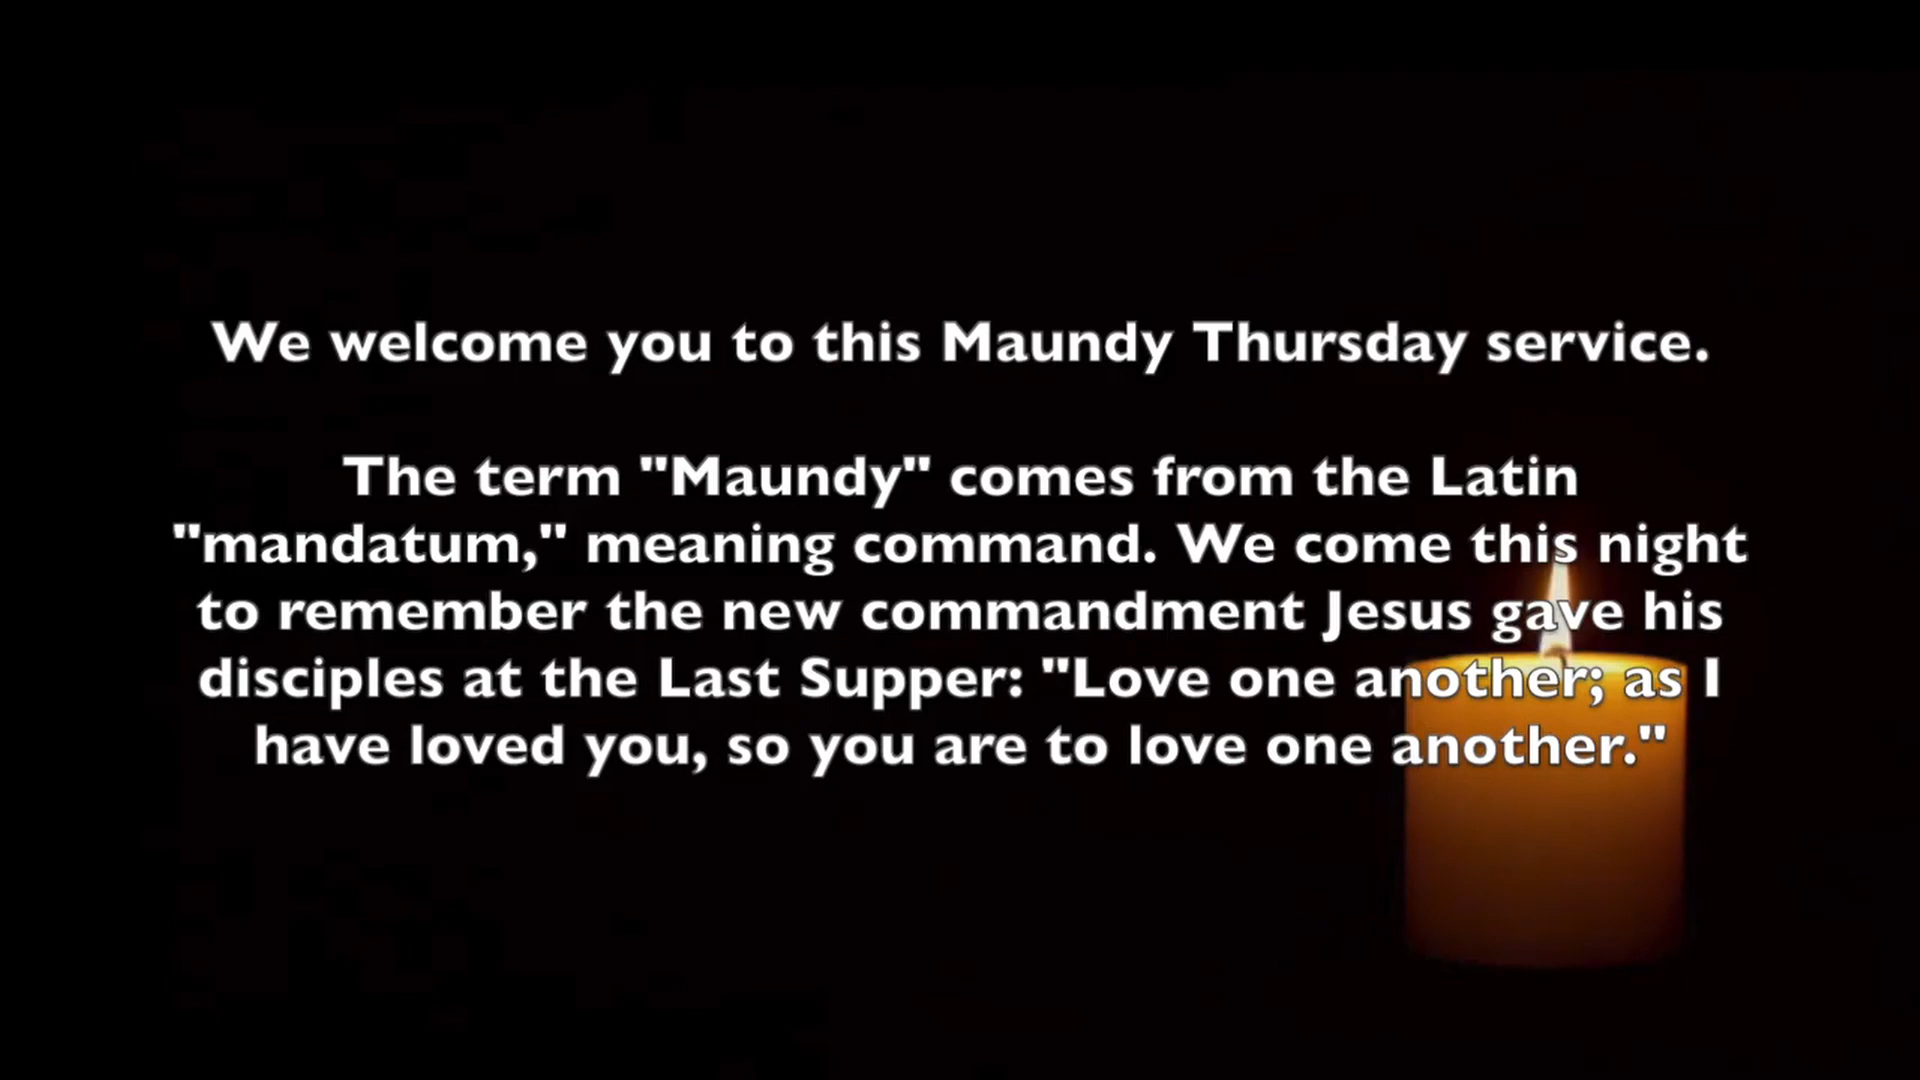 We welcome you to this Maundy Thursday service.
The term "Maundy" comes from the Latin
"mandatum," meaning command. We come this night
to remember the new commandment Jesus gave his
disciples at the Last Supper: "Love one another; as I
have loved you, so you are to love one another."